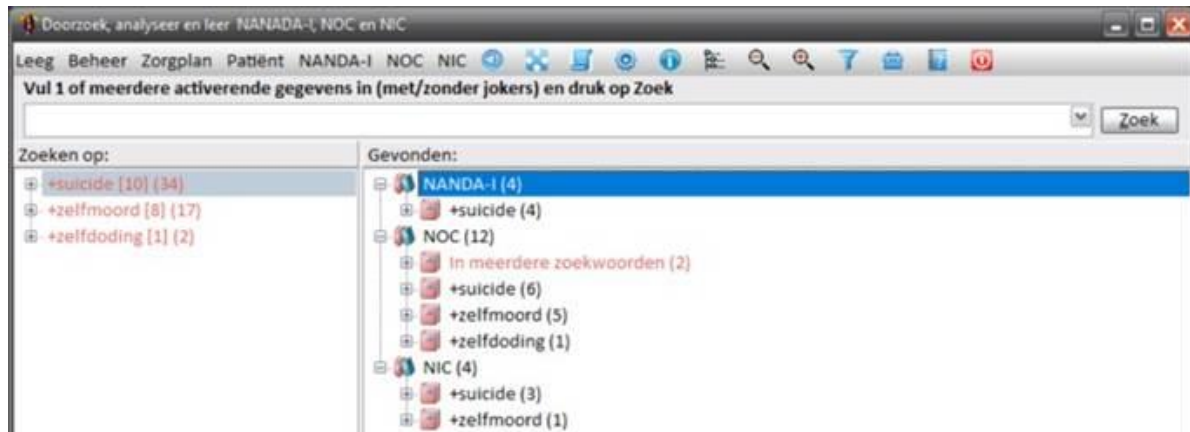 Doorzoek, analyseer en leer NANADA-I, NOC en NIC
Leeg Beheer Zorgplan Patiënt NANDA-I NOC NIC
Vul 1 of meerdere activerende gegevens in (met/zonder jokers) en druk op Zoek
Zoek
Zoeken op:
+suicide [10] (34)
+zelfmoord [8] (17)
+zelfdoding [1] (2)
Gevonden:
NANDA-I (4)
+suicide (4)
NOC (12)
In meerdere zoekwoorden (2)
+suicide (6)
+zelfmoord (5)
+zelfdoding (1)
NIC (4)
+suicide (3)
+zelfmoord (1)